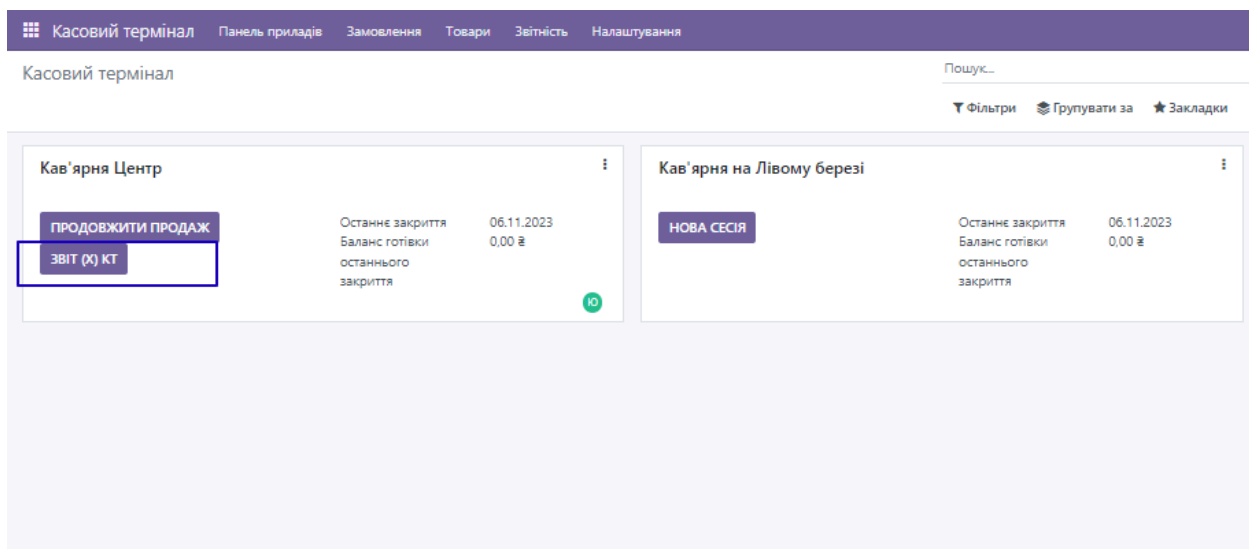 Касовий термінал Панель приладів Замовлення Товари Звітність Налаштування
Касовий термінал
Пошук...
Фільтри Групувати за Закладки
Кав'ярня Центр
ПРОДОВЖИТИ ПРОДАЖ
ЗВІТ (X) КТ
Останнє закриття 06.11.2023
Баланс готівки 0,00 ₴
останнього
закриття
Ю
Кав'ярня на Лівому березі
НОВА СЕСІЯ
Останнє закриття 06.11.2023
Баланс готівки 0,00 ₴
останнього
закриття